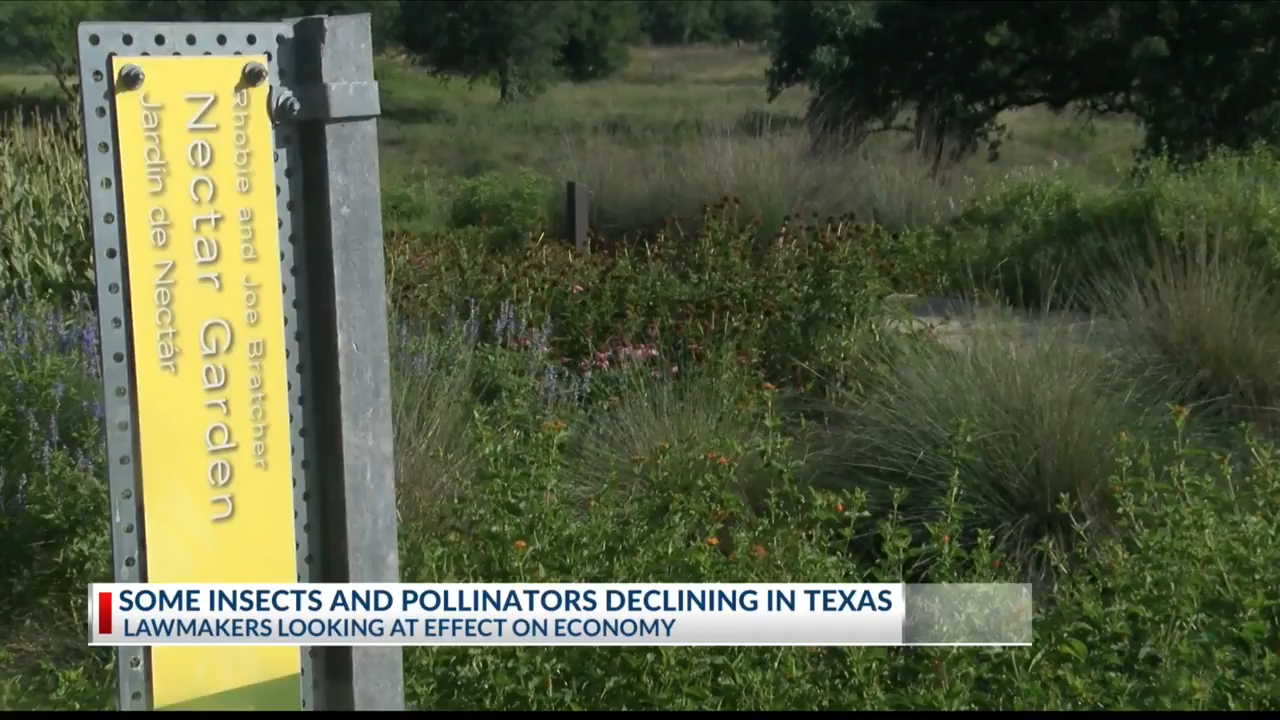 Rhobie and Joe Bratcher
Nectar Garden
Jardín de Nectár
SOME INSECTS AND POLLINATORS DECLINING IN TEXAS
LAWMAKERS LOOKING AT EFFECT ON ECONOMY